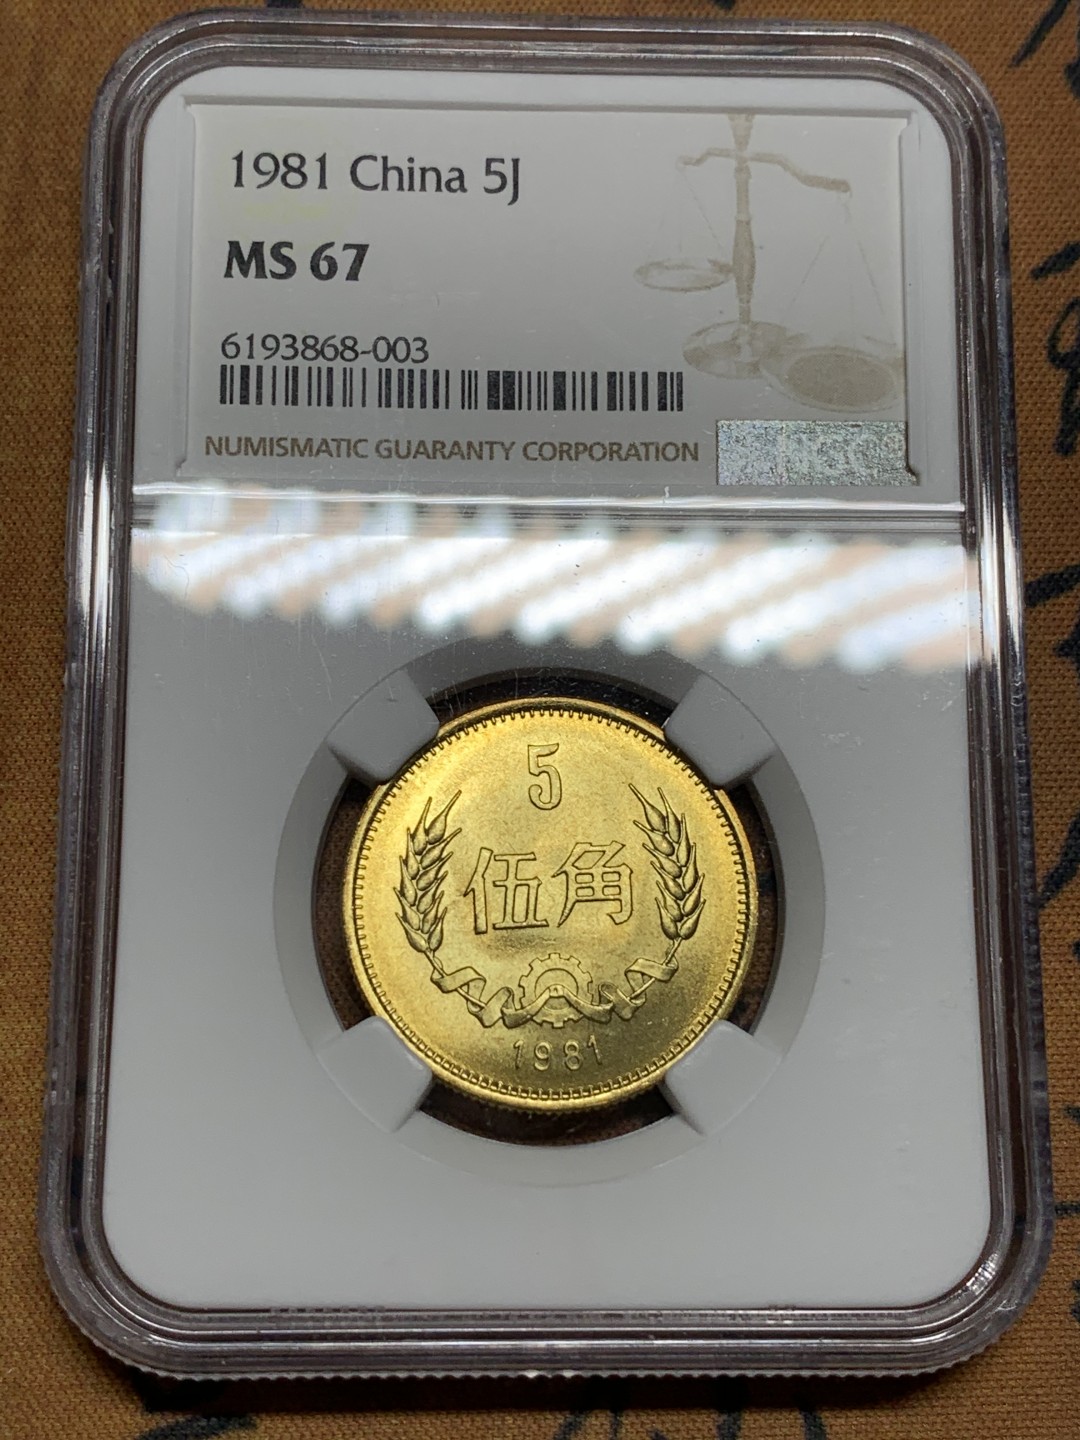 1981 China 5J
MS 67
6193868-003
NUMISMATIC GUARANTY CORPORATION
5
伍角
1981